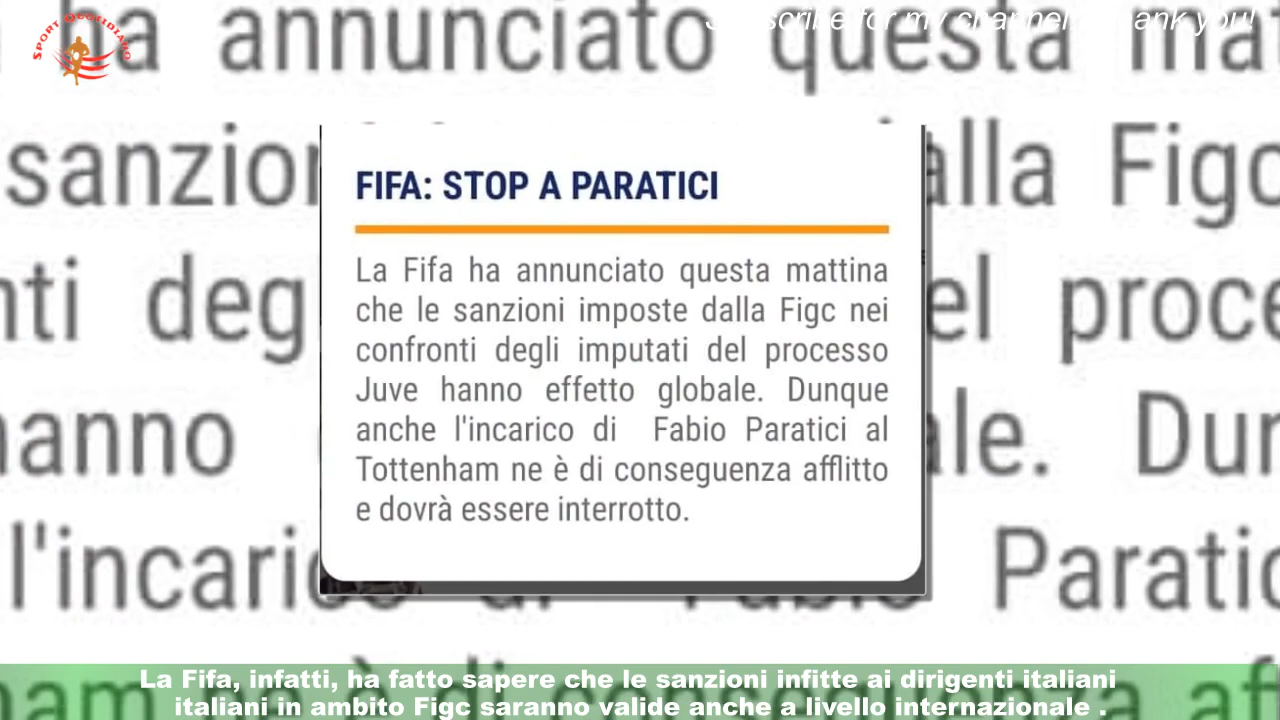 SPORT QUOTIDIANO
FIFA: STOP A PARATICI
La Fifa ha annunciato questa mattina
che le sanzioni imposte dalla Figc nei
confronti degli imputati del processo
Juve hanno effetto globale. Dunque
anche l'incarico di Fabio Paratici al
Tottenham ne è di conseguenza afflitto
e dovrà essere interrotto.
La Fifa, infatti, ha fatto sapere che le sanzioni infitte ai dirigenti italiani
italiani in ambito Figc saranno valide anche a livello internazionale .